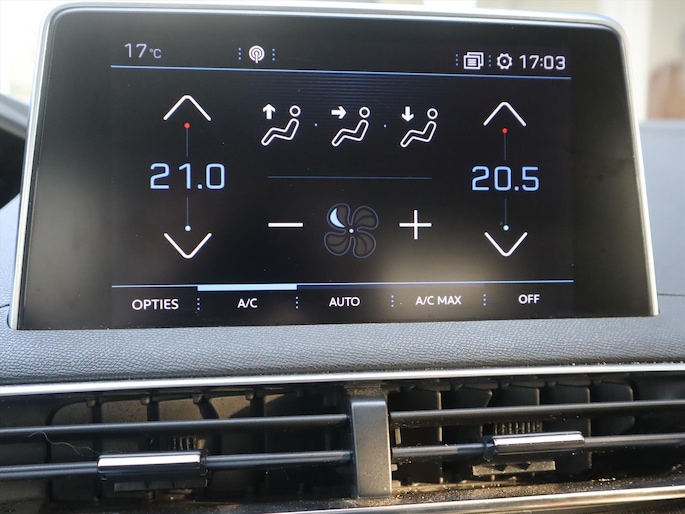 17°C 17:03
21.0 20.5
OPTIES A/C AUTO A/C MAX OFF